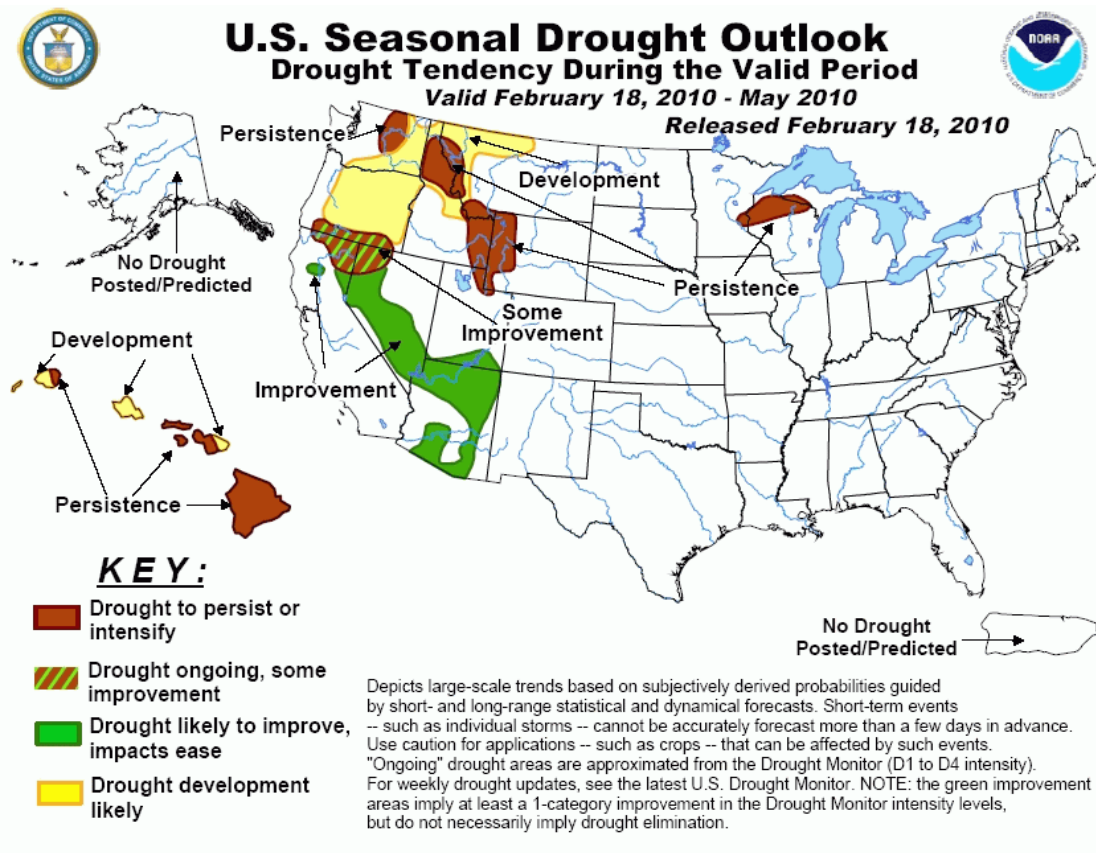 U.S. Seasonal Drought Outlook
Drought Tendency During the Valid Period
Valid February 18, 2010 - May 2010
Released February 18, 2010
NOAA
Persistence
Development
No Drought
Posted/Predicted
Persistence
Some
Improvement
Development
Improvement
Persistence
KEY:
Drought to persist or
intensify
Drought ongoing, some
improvement
Drought likely to improve,
impacts ease
Drought development
likely
No Drought
Posted/Predicted
Depicts large-scale trends based on subjectively derived probabilities guided
by short- and long-range statistical and dynamical forecasts. Short-term events
-- such as individual storms -- cannot be accurately forecast more than a few days in advance.
Use caution for applications -- such as crops -- that can be affected by such events.
"Ongoing" drought areas are approximated from the Drought Monitor (D1 to D4 intensity).
For weekly drought updates, see the latest U.S. Drought Monitor. NOTE: the green improvement
areas imply at least a 1-category improvement in the Drought Monitor intensity levels,
but do not necessarily imply drought elimination.